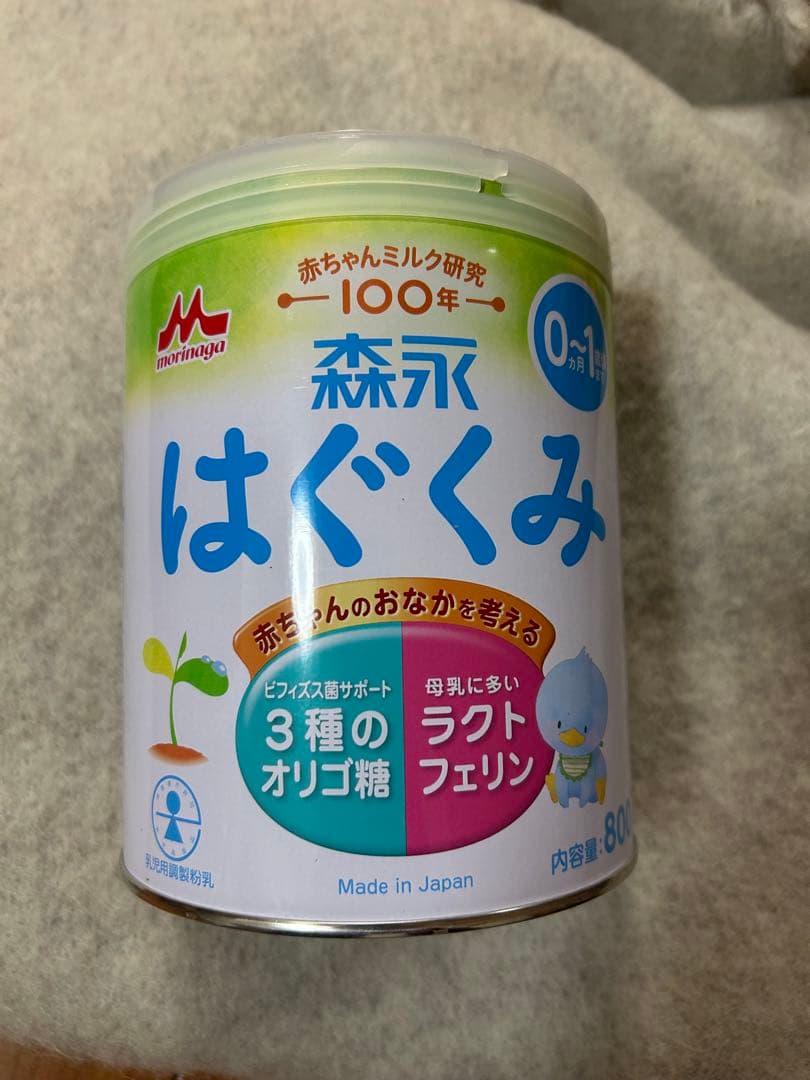 赤ちゃんミルク研究
100年
morinaga
0カ月〜1
森永
はぐくみ
赤ちゃんのおなかを考える
ビフィズス菌サポート
3種の
オリゴ糖
母乳に多い
ラクト
フェリン
乳児用調製粉乳
内容量:800
Made in Japan